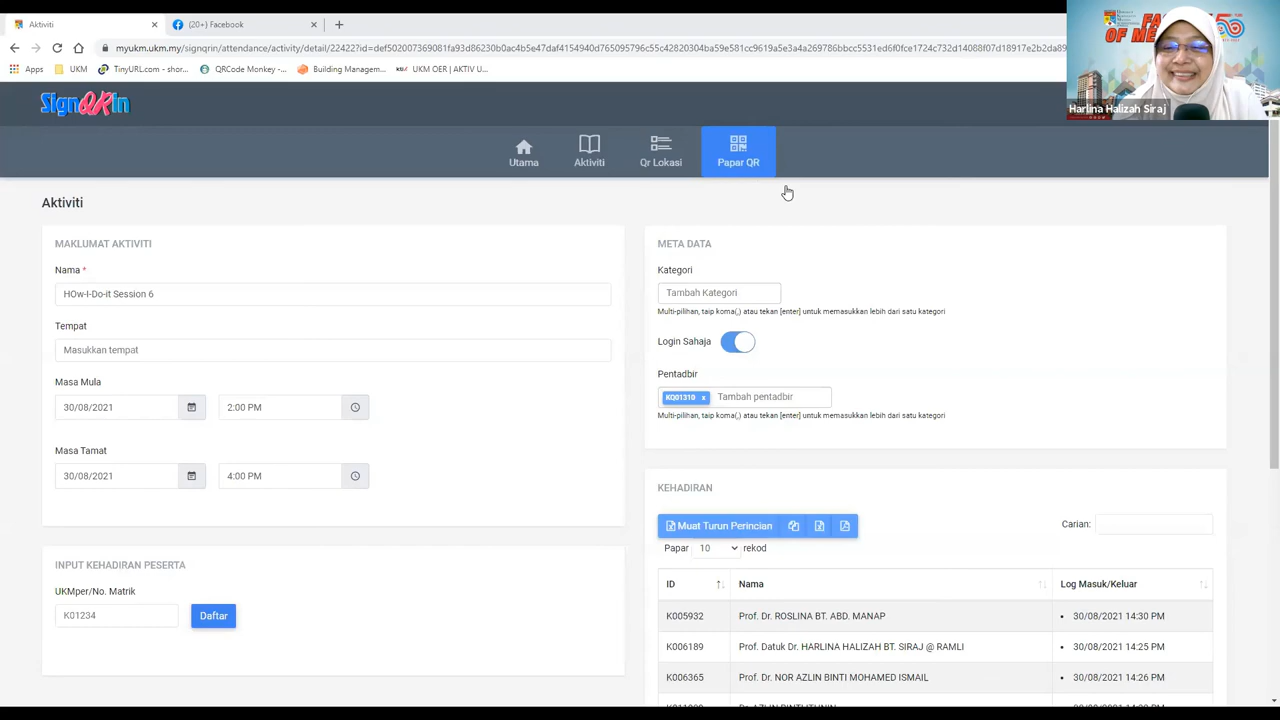 Aktiviti
(20+) Facebook
myukm.ukm.my/signqrin/attendance/activity/detail/22422?id=
Apps UKM TinyURL.com - shor... QRCode Monkey -... Building Managem... UKM OER | AKTIV U...
OF ME
Harlina Halizah Siraj
SignQRin
Utama Aktiviti Qr Lokasi Papar QR
Aktiviti
MAKLUMAT AKTIVITI
Nama *
HOw-I-Do-it Session 6
Tempat
Masukkan tempat
Masa Mula
30/08/2021 2:00 PM
Masa Tamat
30/08/2021 4:00 PM
INPUT KEHADIRAN PESERTA
UKMper/No. Matrik
K01234 Daftar
META DATA
Kategori
Tambah Kategori
Multi-pilihan, taip koma(,) atau tekan [enter] untuk memasukkan lebih dari satu kategori
Login Sahaja
Pentadbir
KQ01310 x Tambah pentadbir
Multi-pilihan, taip koma(,) atau tekan [enter] untuk memasukkan lebih dari satu kategori
KEHADIRAN
Muat Turun Perincian Carian:
Papar 10 rekod
ID Nama Log Masuk/Keluar
K005932 Prof. Dr. ROSLINA BT. ABD. MANAP • 30/08/2021 14:30 PM
K006189 Prof. Datuk Dr. HARLINA HALIZAH BT. SIRAJ @ RAMLI • 30/08/2021 14:25 PM
K006365 Prof. Dr. NOR AZLIN BINTI MOHAMED ISMAIL • 30/08/2021 14:26 PM